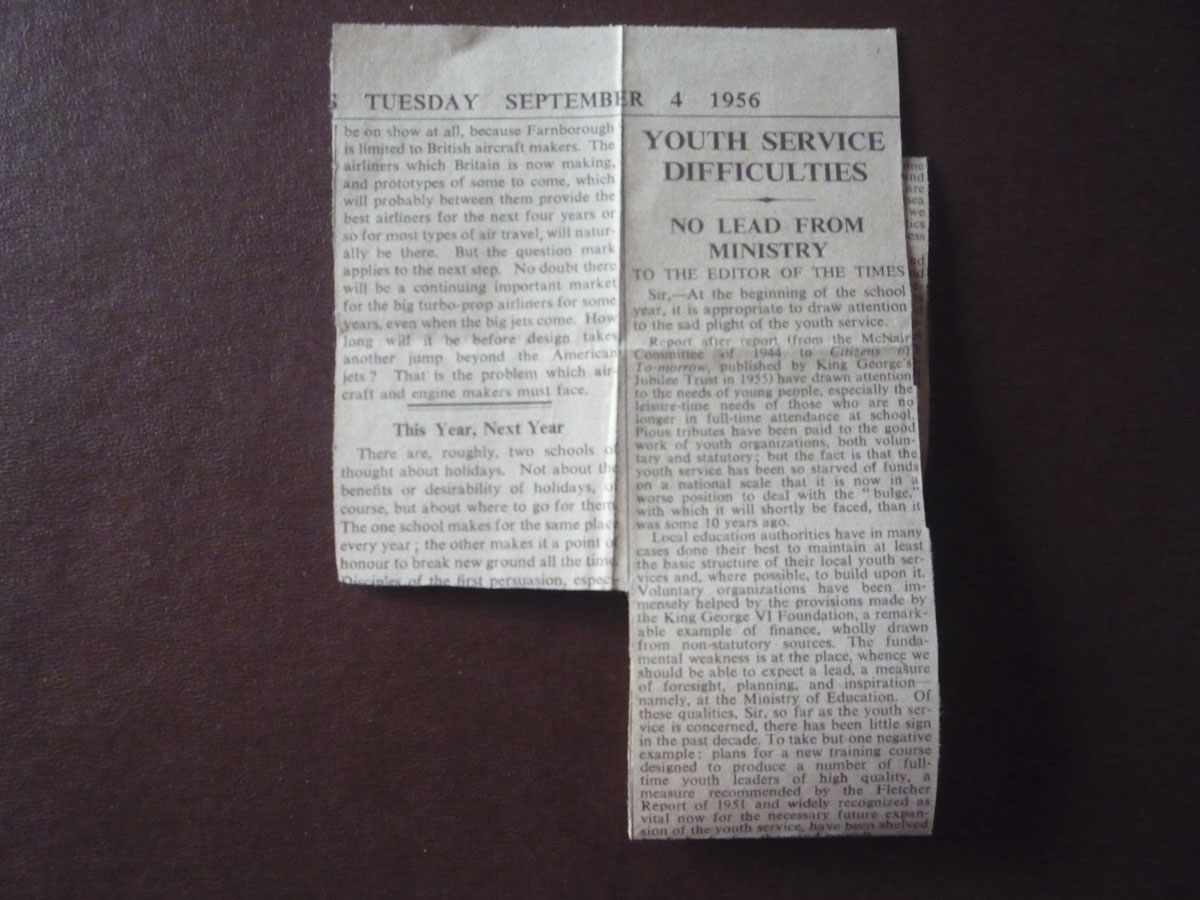 S TUESDAY SEPTEMBER 4 1956
be on show at all, because Farnborough
is limited to British aircraft makers. The
airliners which Britain is now making,
and prototypes of some to come, which
will probably between them provide the
best airliners for the next four years or
so for most types of air travel, will natur-
ally be there. But the question mark
applies to the next step. No doubt there
will be a continuing important market
for the big turbo-prop airliners for some
years, even when the big jets come. How
long will it be before design takes
another jump beyond the American
jets? That is the problem which air-
craft and engine makers must face.
This Year, Next Year
There are, roughly, two schools of
thought about holidays. Not about the
benefits or desirability of holidays, o
course, but about where to go for them
The one school makes for the same place
every year; the other makes it a point of
honour to break new ground all the time
Disciples of the first persuasion, espec-
YOUTH SERVICE
DIFFICULTIES
NO LEAD FROM
MINISTRY
TO THE EDITOR OF THE TIMES
Sir,—At the beginning of the school
year, it is appropriate to draw attention
to the sad plight of the youth service.
Report after report (from the McNair
Committee of 1944 to Citizens of
To-morrow, published by King George's
Jubilee Trust in 1955) have drawn attention
to the needs of young people, especially the
leisure-time needs of those who are no
longer in full-time attendance at school.
Pious tributes have been paid to the good
work of youth organizations, both volun-
tary and statutory; but the fact is that the
youth service has been so starved of funds
on a national scale that it is now in a
worse position to deal with the "bulge,"
with which it will shortly be faced, than it
was some 10 years ago.
Local education authorities have in many
cases done their best to maintain at least
the basic structure of their local youth ser-
vices and, where possible, to build upon it.
Voluntary organizations have been im-
mensely helped by the provisions made by
the King George VI Foundation, a remark-
able example of finance, wholly drawn
from non-statutory sources. The funda-
mental weakness is at the place, whence we
should be able to expect a lead, a measure
of foresight, planning, and inspiration—
namely, at the Ministry of Education. Of
these qualities, Sir, so far as the youth ser-
vice is concerned, there has been little sign
in the past decade. To take but one negative
example: plans for a new training course
designed to produce a number of full-
time youth leaders of high quality, a
measure recommended by the Fletcher
Report of 1951 and widely recognized as
vital now for the necessary future expan-
sion of the youth service, have been shelved